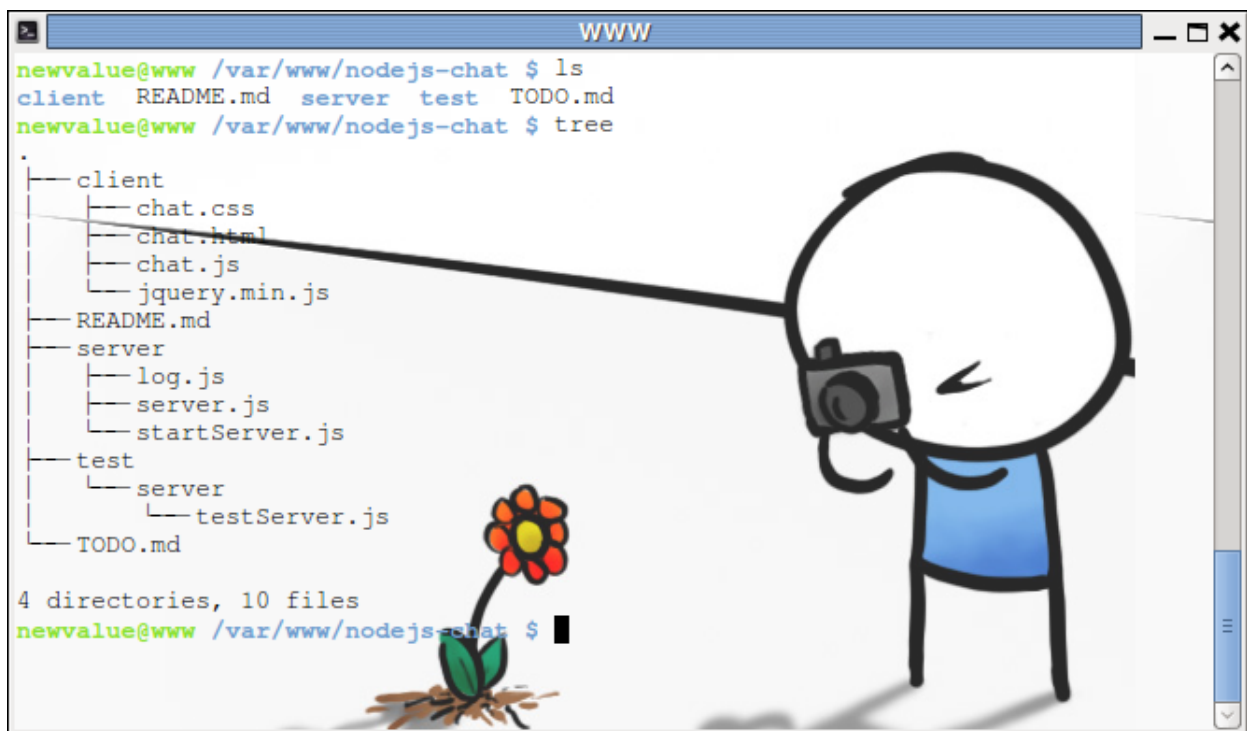 WWW
newvalue@www /var/www/nodejs-chat $ ls
client  README.md  server  test  TODO.md
newvalue@www /var/www/nodejs-chat $ tree
.
├── client
│   ├── chat.css
│   ├── chat.html
│   ├── chat.js
│   └── jquery.min.js
├── README.md
├── server
│   ├── log.js
│   ├── server.js
│   └── startServer.js
├── test
│   └── server
│       └── testServer.js
└── TODO.md
4 directories, 10 files
newvalue@www /var/www/nodejs-chat $